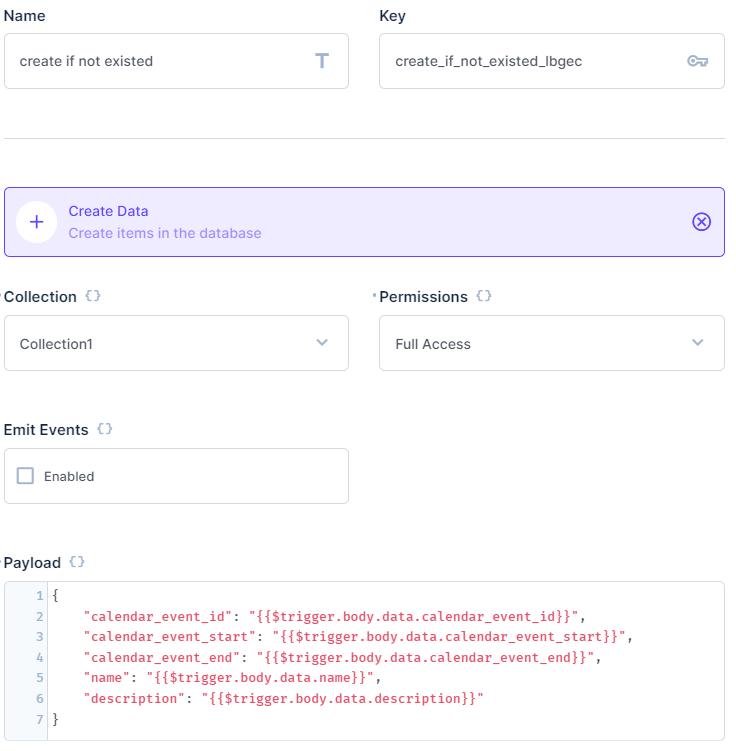 Name
Key
create if not existed
create_if_not_existed_lbgec
Create Data
Create items in the database
Collection {}
Permissions {}
Collection1
Full Access
Emit Events {}
Enabled
Payload {}
1 {
2 "calendar_event_id": "{{$trigger.body.data.calendar_event_id}}",
3 "calendar_event_start": "{{$trigger.body.data.calendar_event_start}}",
4 "calendar_event_end": "{{$trigger.body.data.calendar_event_end}}",
5 "name": "{{$trigger.body.data.name}}",
6 "description": "{{$trigger.body.data.description}}"
7 }